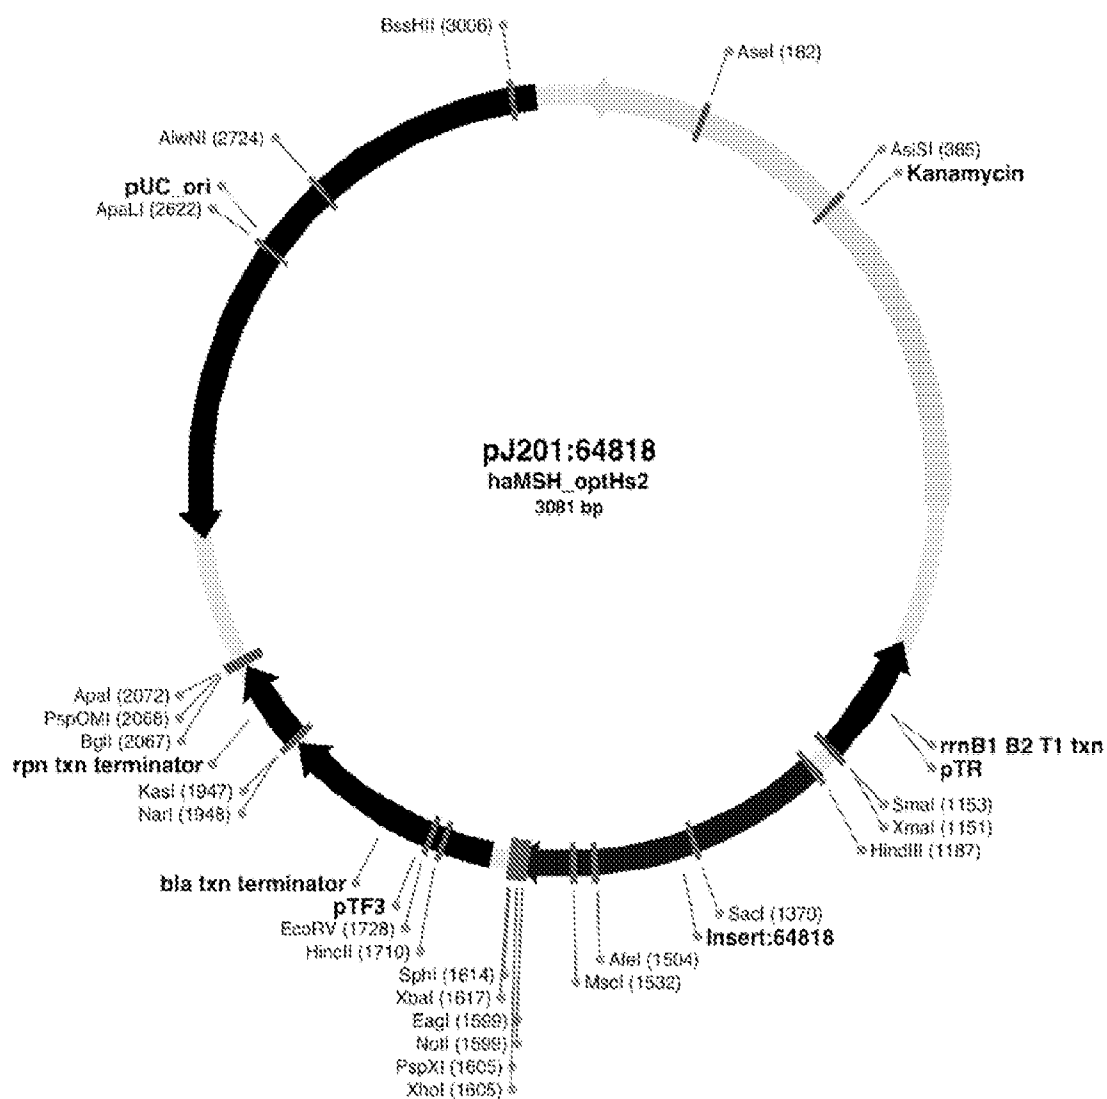 BssHII (3006)
AseI (182)
AlwNI (2724)
AsiSI (385)
Kanamycin
pUC_ori
ApaLI (2622)
pJ201:64818
haMSH_optHs2
3081 bp
ApaI (2072)
PspOMI (2068)
BglI (2067)
rpn txn terminator
KasI (1947)
NarI (1948)
rrnB1 B2 T1 txn
pTR
SmaI (1153)
XmaI (1151)
HindIII (1187)
bla txn terminator
pTF3
EcoRV (1728)
HincII (1710)
SacI (1370)
Insert:64818
AfeI (1504)
MscI (1532)
SphI (1614)
XbaI (1617)
EagI (1599)
NotI (1599)
PspXI (1605)
XhoI (1605)